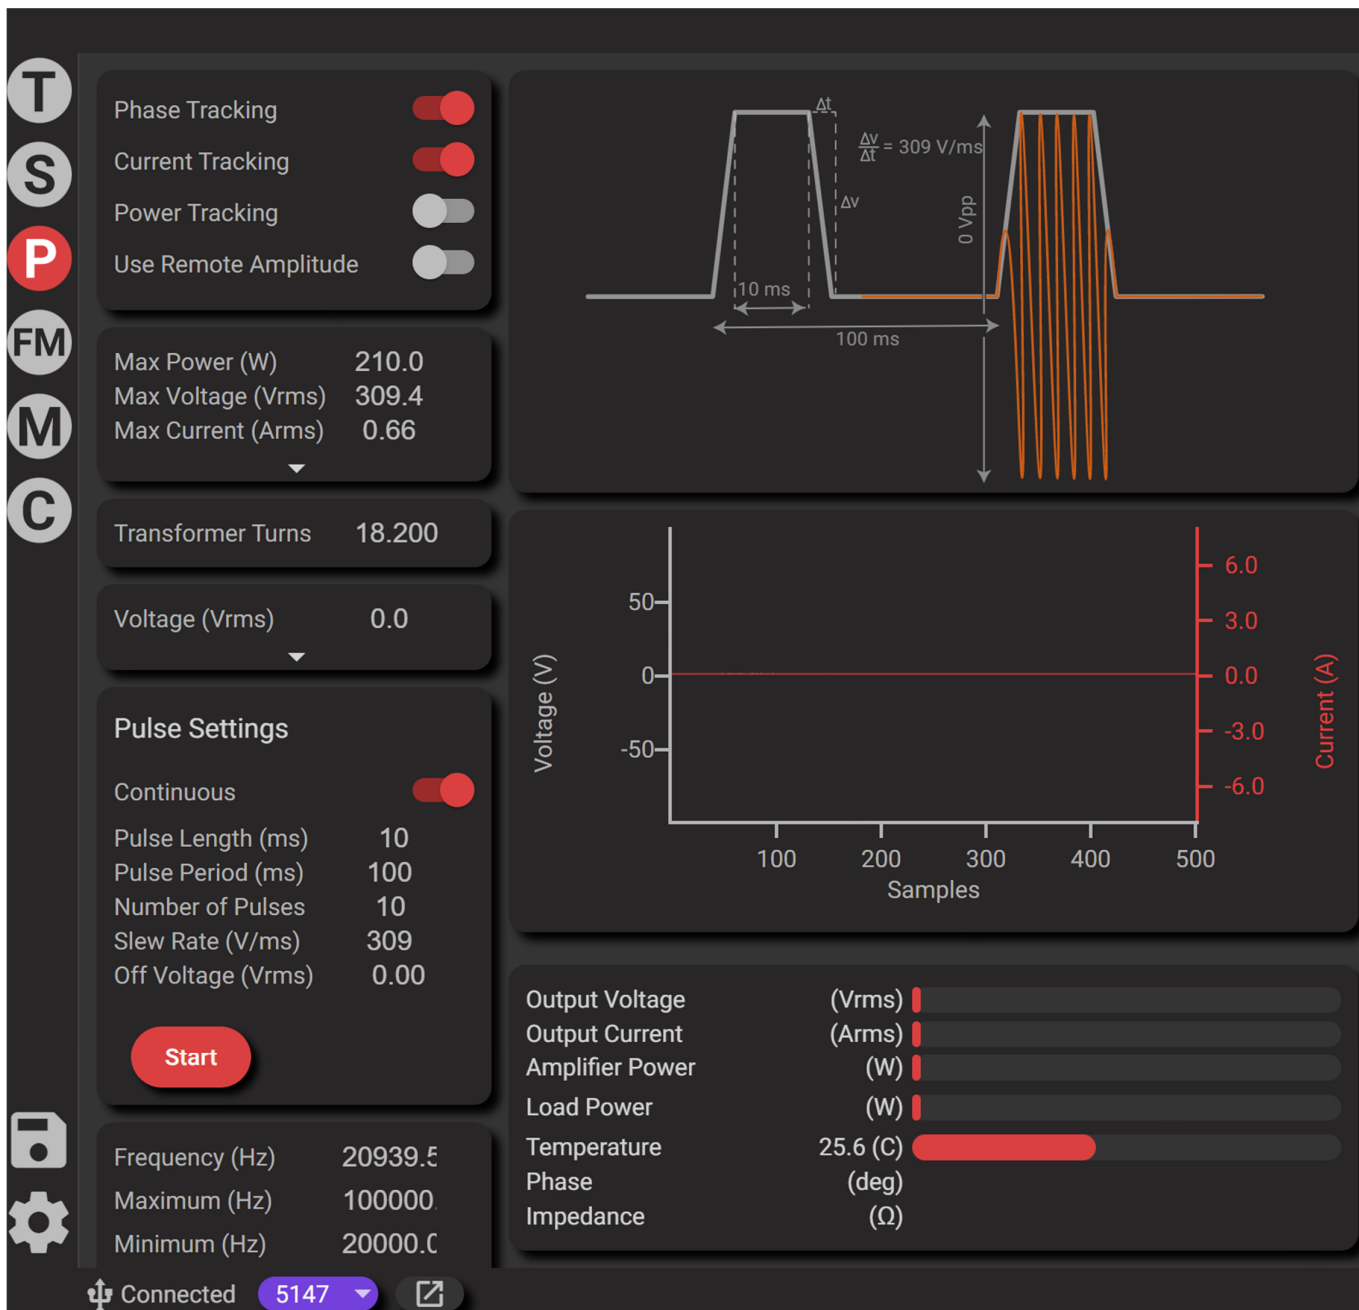 T
S
P
FM
M
C
Phase Tracking
Current Tracking
Power Tracking
Use Remote Amplitude
Max Power (W) 210.0
Max Voltage (Vrms) 309.4
Max Current (Arms) 0.66
Transformer Turns 18.200
Voltage (Vrms) 0.0
Pulse Settings
Continuous
Pulse Length (ms) 10
Pulse Period (ms) 100
Number of Pulses 10
Slew Rate (V/ms) 309
Off Voltage (Vrms) 0.00
Start
Frequency (Hz) 20939.5
Maximum (Hz) 100000.
Minimum (Hz) 20000.0
Connected 5147
Δt
Δv/Δt = 309 V/ms
Δv
0 Vpp
10 ms
100 ms
Voltage (V)
50
0
-50
6.0
3.0
0.0
-3.0
-6.0
Current (A)
100 200 300 400 500
Samples
Output Voltage (Vrms)
Output Current (Arms)
Amplifier Power (W)
Load Power (W)
Temperature 25.6 (C)
Phase (deg)
Impedance (Ω)